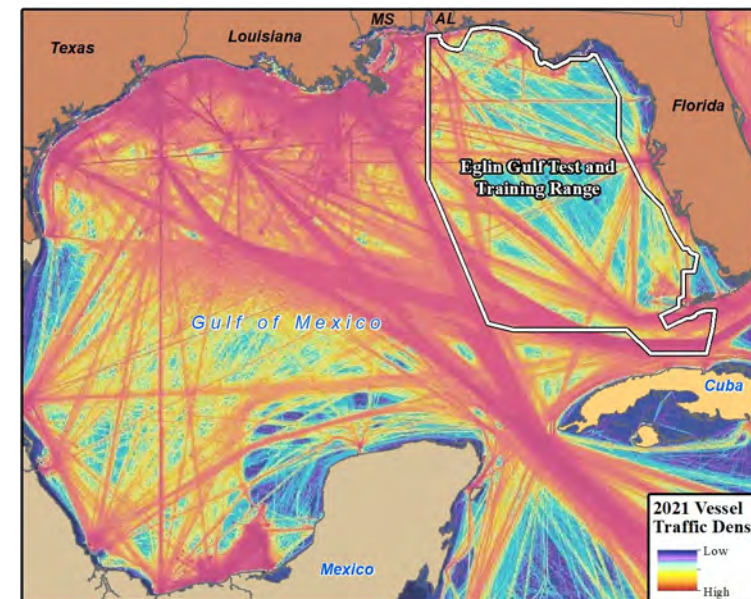 MS AL
Louisiana
Texas
Florida
Eglin Gulf Test and
Training Range
Gulf of Mexico
Cuba
Mexico
2021 Vessel
Traffic Dens
Low
High